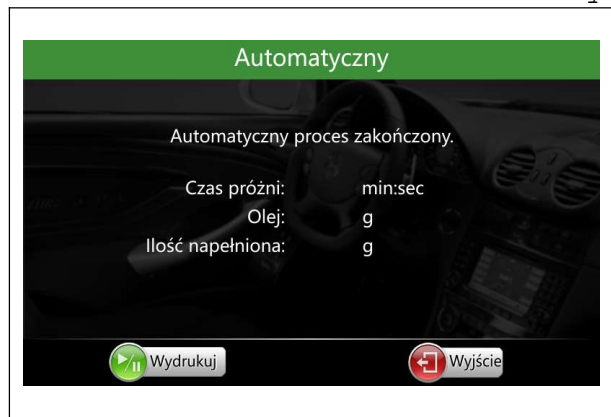 Automatyczny
Automatyczny proces zakończony.
Czas próżni: min:sec
Olej: g
Ilość napełniona: g
Wydrukuj Wyjście